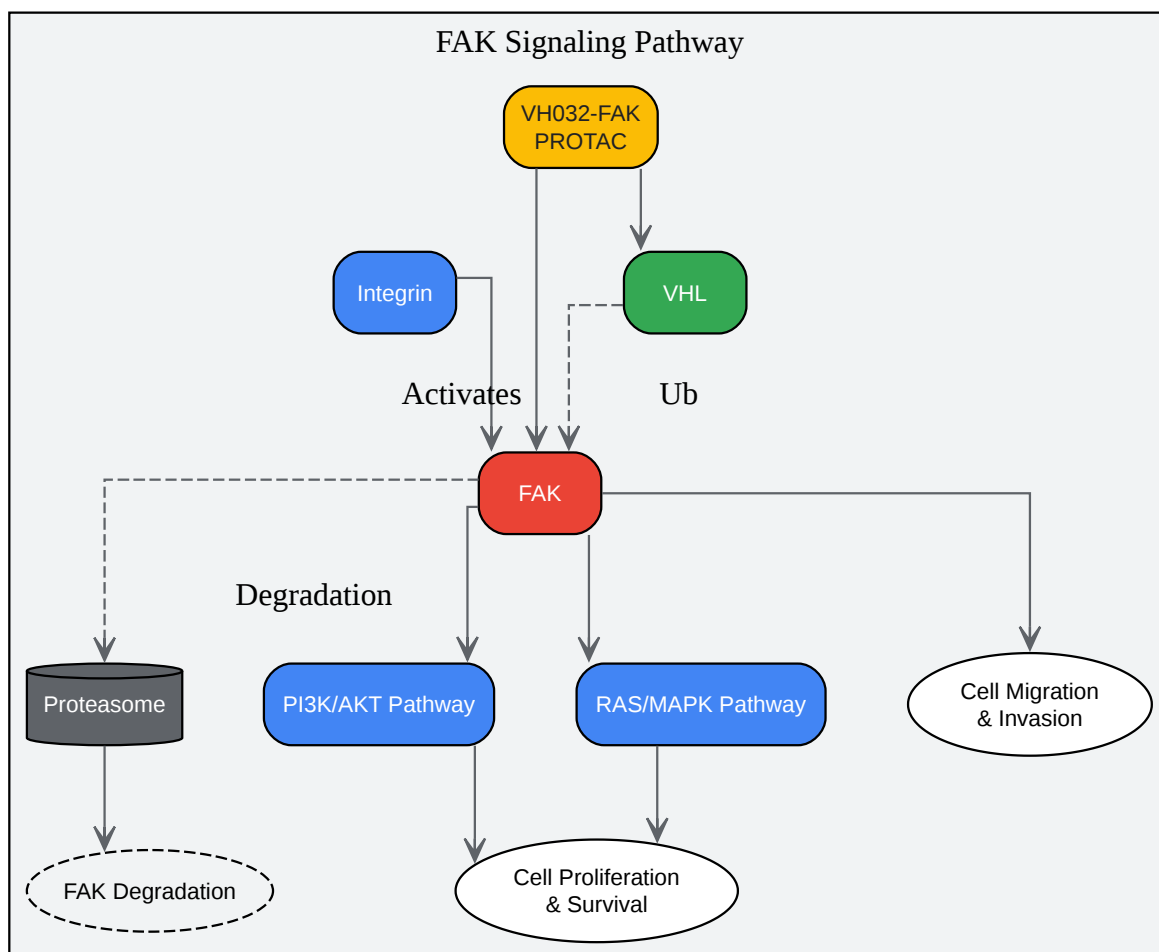 FAK Signaling Pathway
VH032-FAK
PROTAC
Integrin
VHL
Activates
Ub
FAK
Degradation
Proteasome
PI3K/AKT Pathway
RAS/MAPK Pathway
Cell Migration
& Invasion
FAK Degradation
Cell Proliferation
& Survival